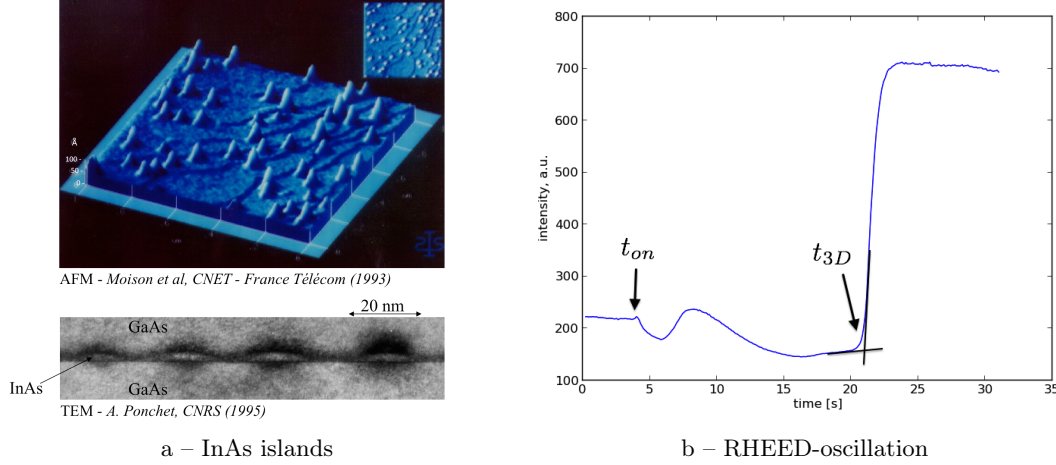 Å
100
50
0
AFM - Moison et al, CNET - France Télécom (1993)
20 nm
GaAs
InAs
GaAs
TEM - A. Ponchet, CNRS (1995)
a – InAs islands
800
700
600
500
400
300
200
100
intensity, a.u.
t_on
t_3D
0 5 10 15 20 25 30 35
time [s]
b – RHEED-oscillation